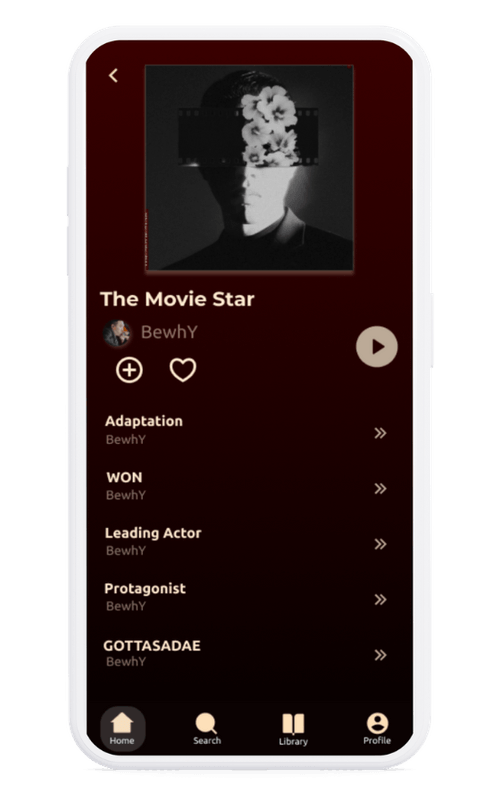 The Movie Star
BewhY
Adaptation
BewhY
WON
BewhY
Leading Actor
BewhY
Protagonist
BewhY
GOTTASADAE
BewhY
Home
Search
Library
Profile